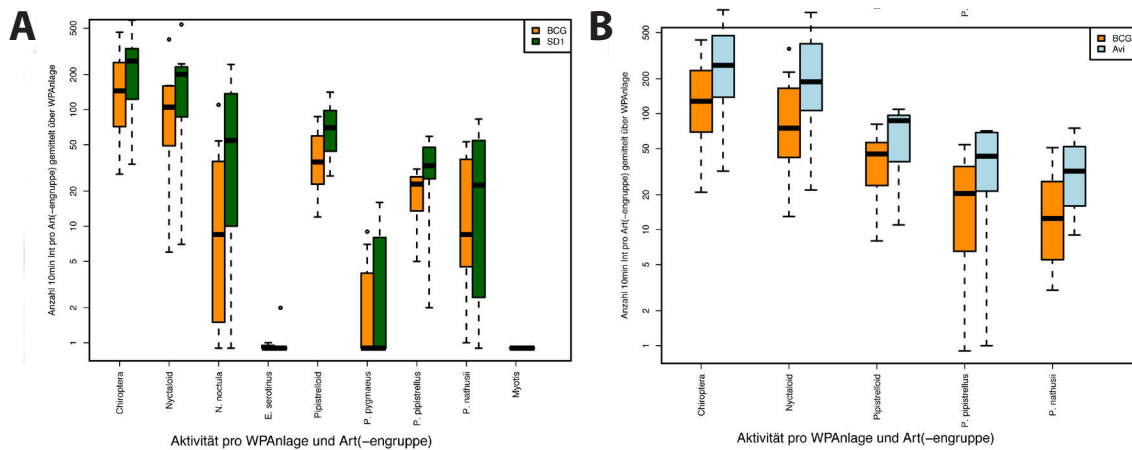 A
BCG
SD1
500
200
100
50
20
10
5
2
1
Anzahl 10min Int pro Art(-engruppe) gemittelt über WPAnlage
Chiroptera
Nyctaloid
N. noctula
E. serotinus
Pipistrelloid
P. pygmaeus
P. pipistrellus
P. nathusii
Myotis
Aktivität pro WPAnlage und Art(-engruppe)
B
P.
BCG
Avi
500
200
100
50
20
10
5
2
1
Anzahl 10min Int pro Art(-engruppe) gemittelt über WPAnlage
Chiroptera
Nyctaloid
Pipistrelloid
P. pipistrellus
P. nathusii
Aktivität pro WPAnlage und Art(-engruppe)